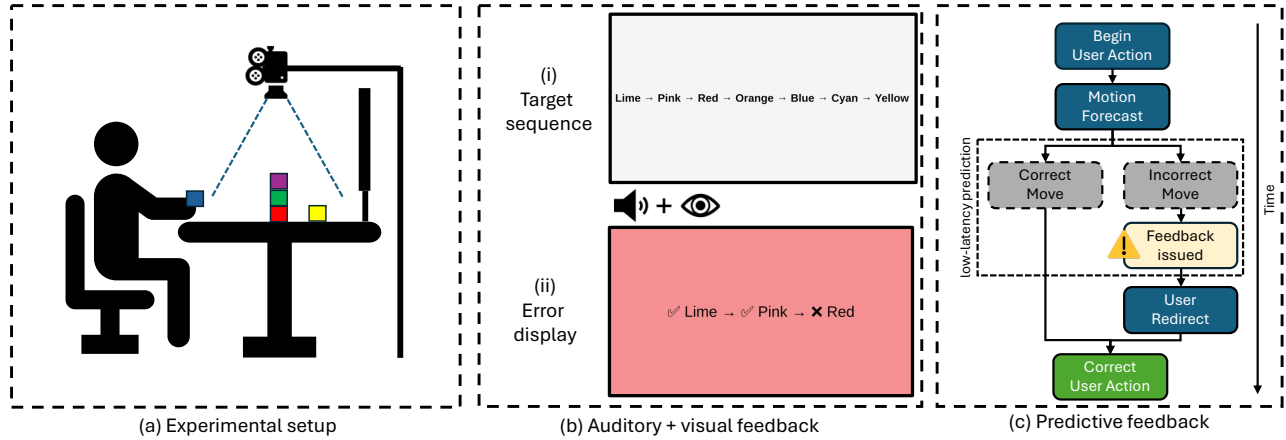 (i)
Target
sequence
Lime → Pink → Red → Orange → Blue → Cyan → Yellow
+
(ii)
Error
display
✅ Lime → ✅ Pink → ❌ Red
Begin
User Action
Motion
Forecast
low-latency prediction
Correct
Move
Incorrect
Move
Feedback
issued
User
Redirect
Correct
User Action
Time
(a) Experimental setup
(b) Auditory + visual feedback
(c) Predictive feedback